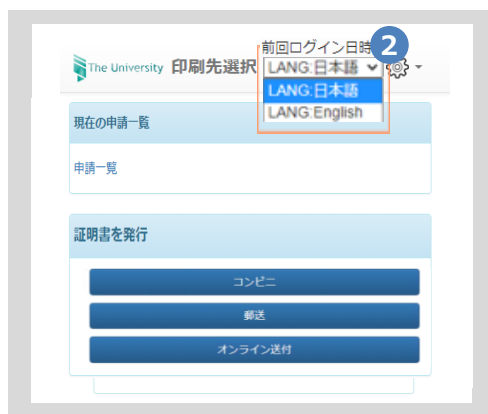 前回ログイン日時
2
The University 印刷先選択 LANG:日本語
LANG:日本語
LANG:English
現在の申請一覧
申請一覧
証明書を発行
コンビニ
郵送
オンライン送付